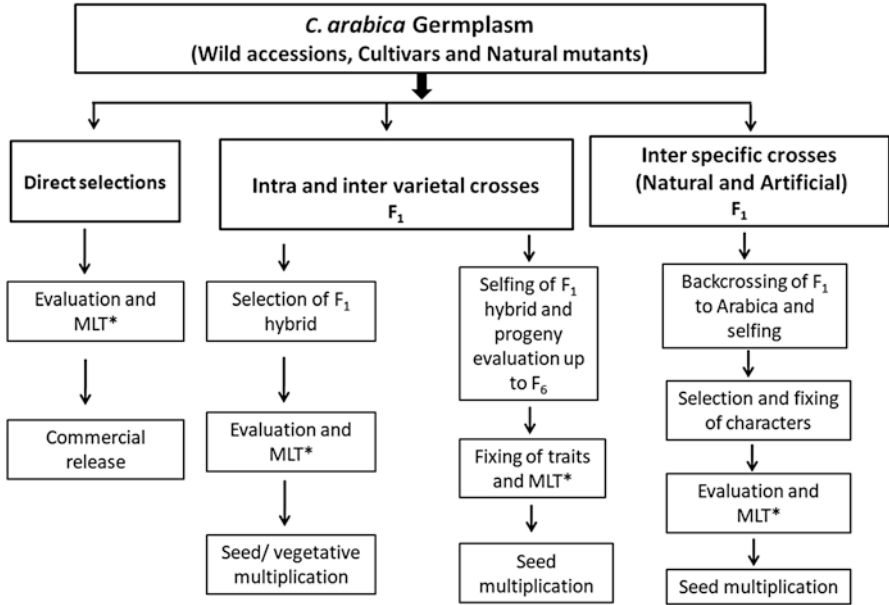 C. arabica Germplasm
(Wild accessions, Cultivars and Natural mutants)
Direct selections
Intra and inter varietal crosses
F₁
Inter specific crosses
(Natural and Artificial)
F₁
Evaluation and
MLT*
Selection of F₁
hybrid
Selfing of F₁
hybrid and
progeny
evaluation up
to F₆
Backcrossing of F₁
to Arabica and
selfing
Commercial
release
Evaluation and
MLT*
Fixing of traits
and MLT*
Selection and fixing
of characters
Seed/ vegetative
multiplication
Seed
multiplication
Evaluation and
MLT*
Seed multiplication